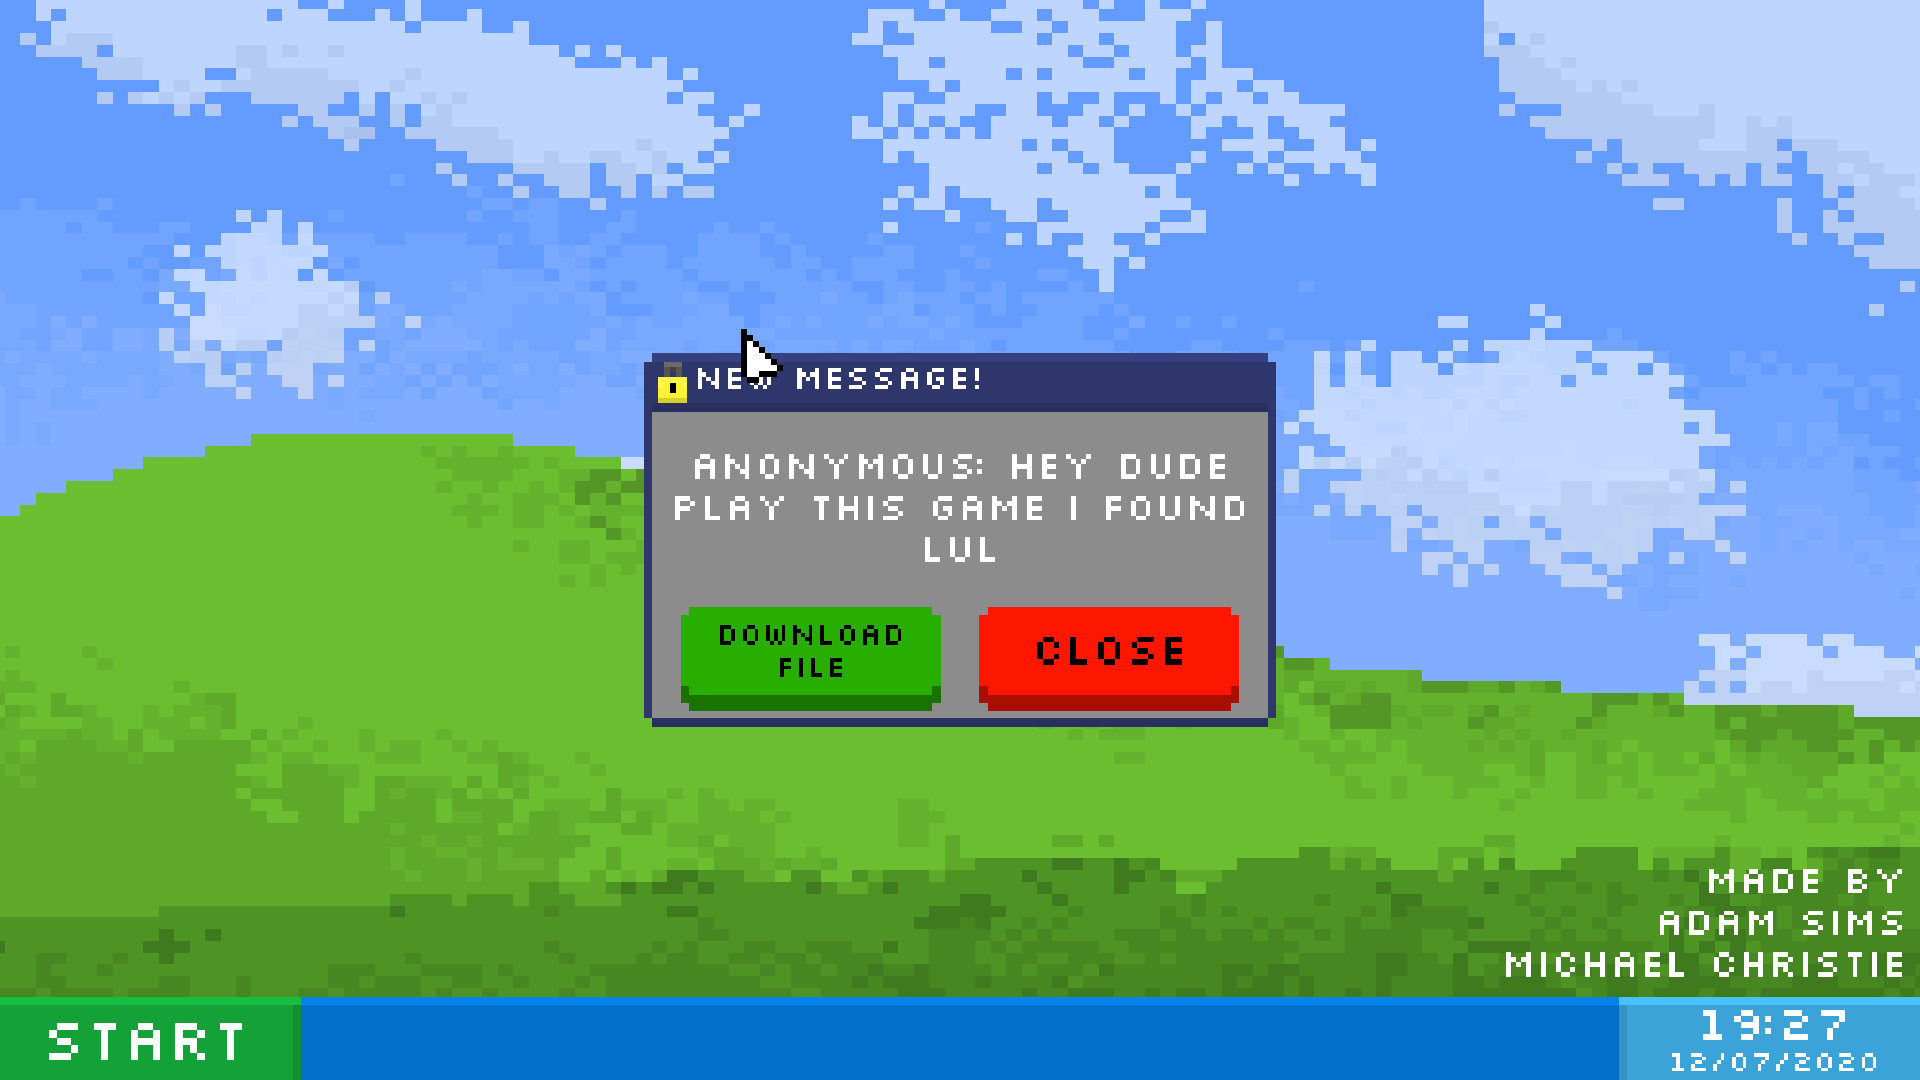 NEW MESSAGE!
ANONYMOUS: HEY DUDE
PLAY THIS GAME I FOUND
LUL
DOWNLOAD
FILE
CLOSE
MADE BY
ADAM SIMS
MICHAEL CHRISTIE
START
19:27
12/07/2020